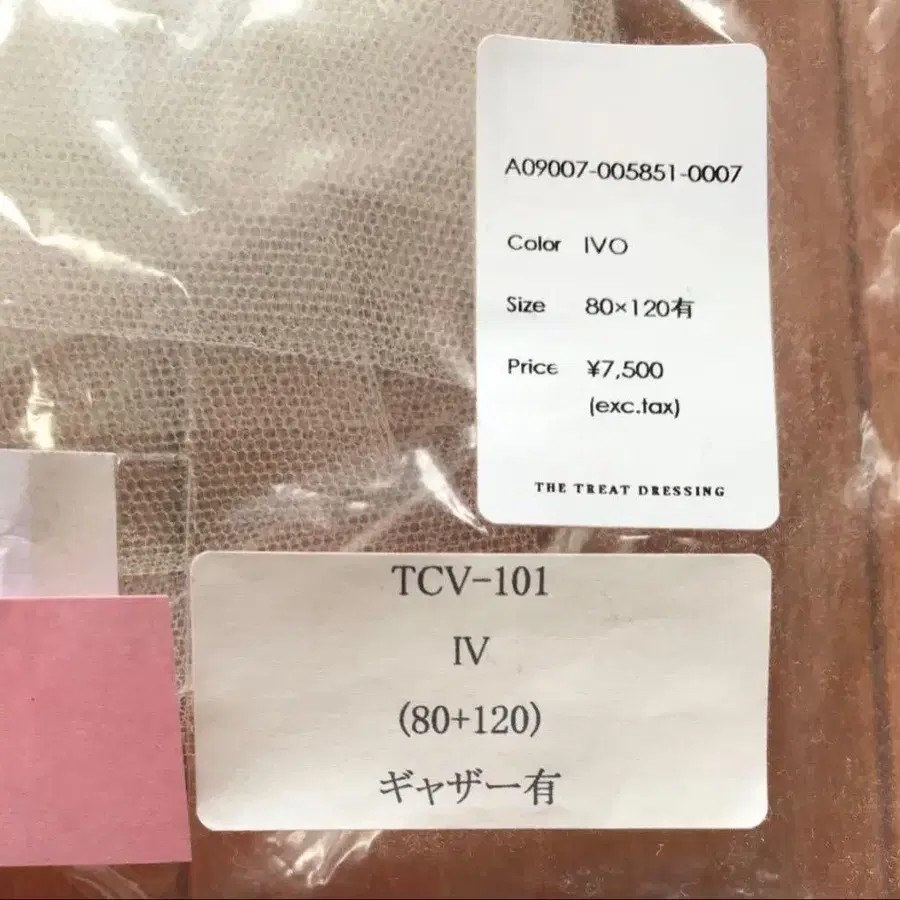 A09007-005851-0007
Color IVO
Size 80×120有
Price ¥7,500
(exc.tax)
THE TREAT DRESSING
TCV-101
IV
(80+120)
ギャザー有